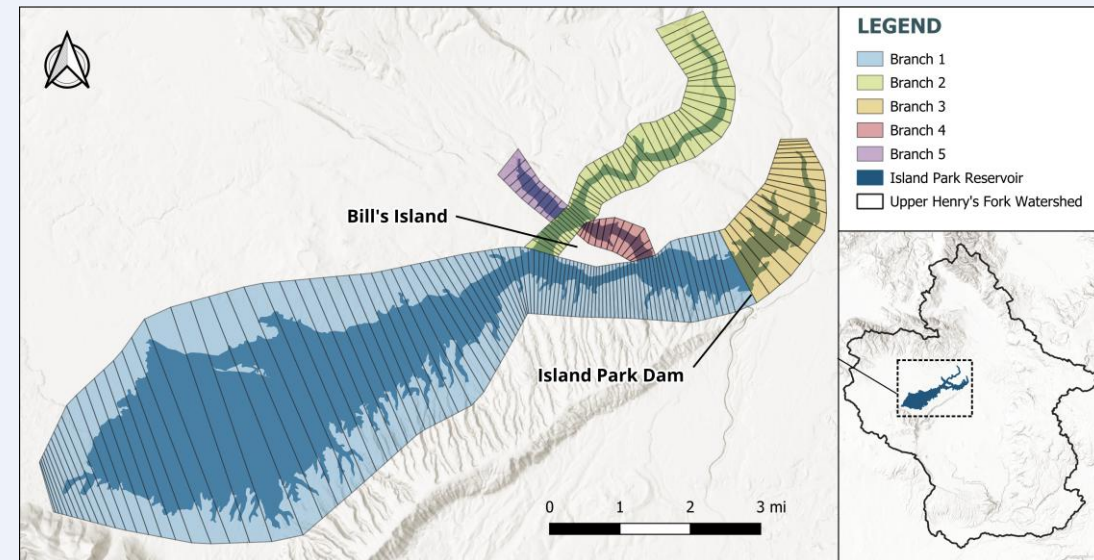 LEGEND
Branch 1
Branch 2
Branch 3
Branch 4
Branch 5
Island Park Reservoir
Upper Henry's Fork Watershed
Bill's Island
Island Park Dam
0 1 2 3 mi